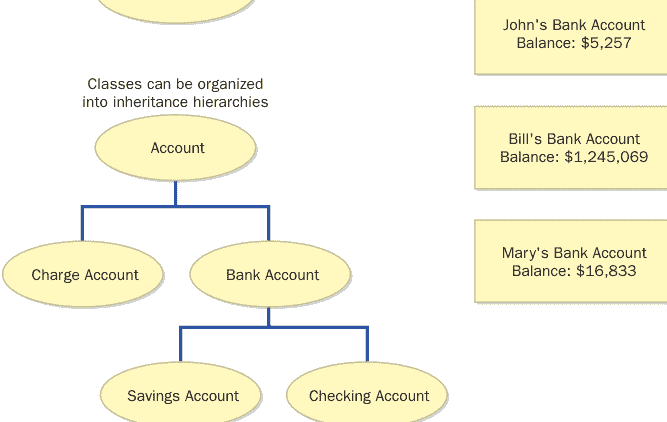 John's Bank Account
Balance: $5,257
Classes can be organized
into inheritance hierarchies
Account
Bill's Bank Account
Balance: $1,245,069
Charge Account
Bank Account
Mary's Bank Account
Balance: $16,833
Savings Account
Checking Account